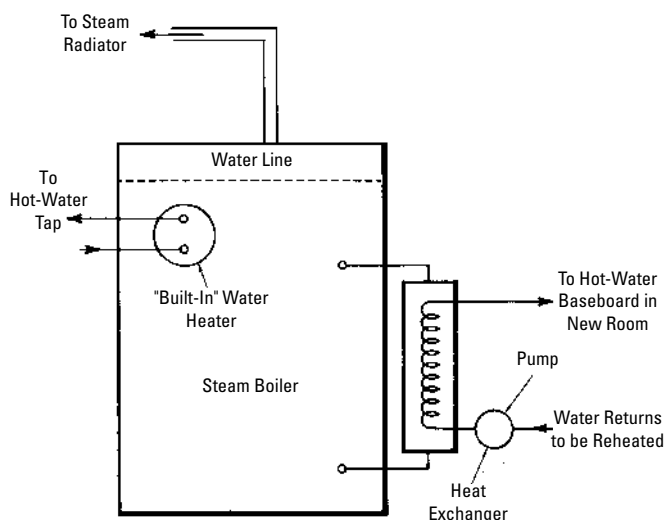 To Steam
Radiator
Water Line
To
Hot-Water
Tap
"Built-In" Water
Heater
To Hot-Water
Baseboard in
New Room
Steam Boiler
Pump
Water Returns
to be Reheated
Heat
Exchanger